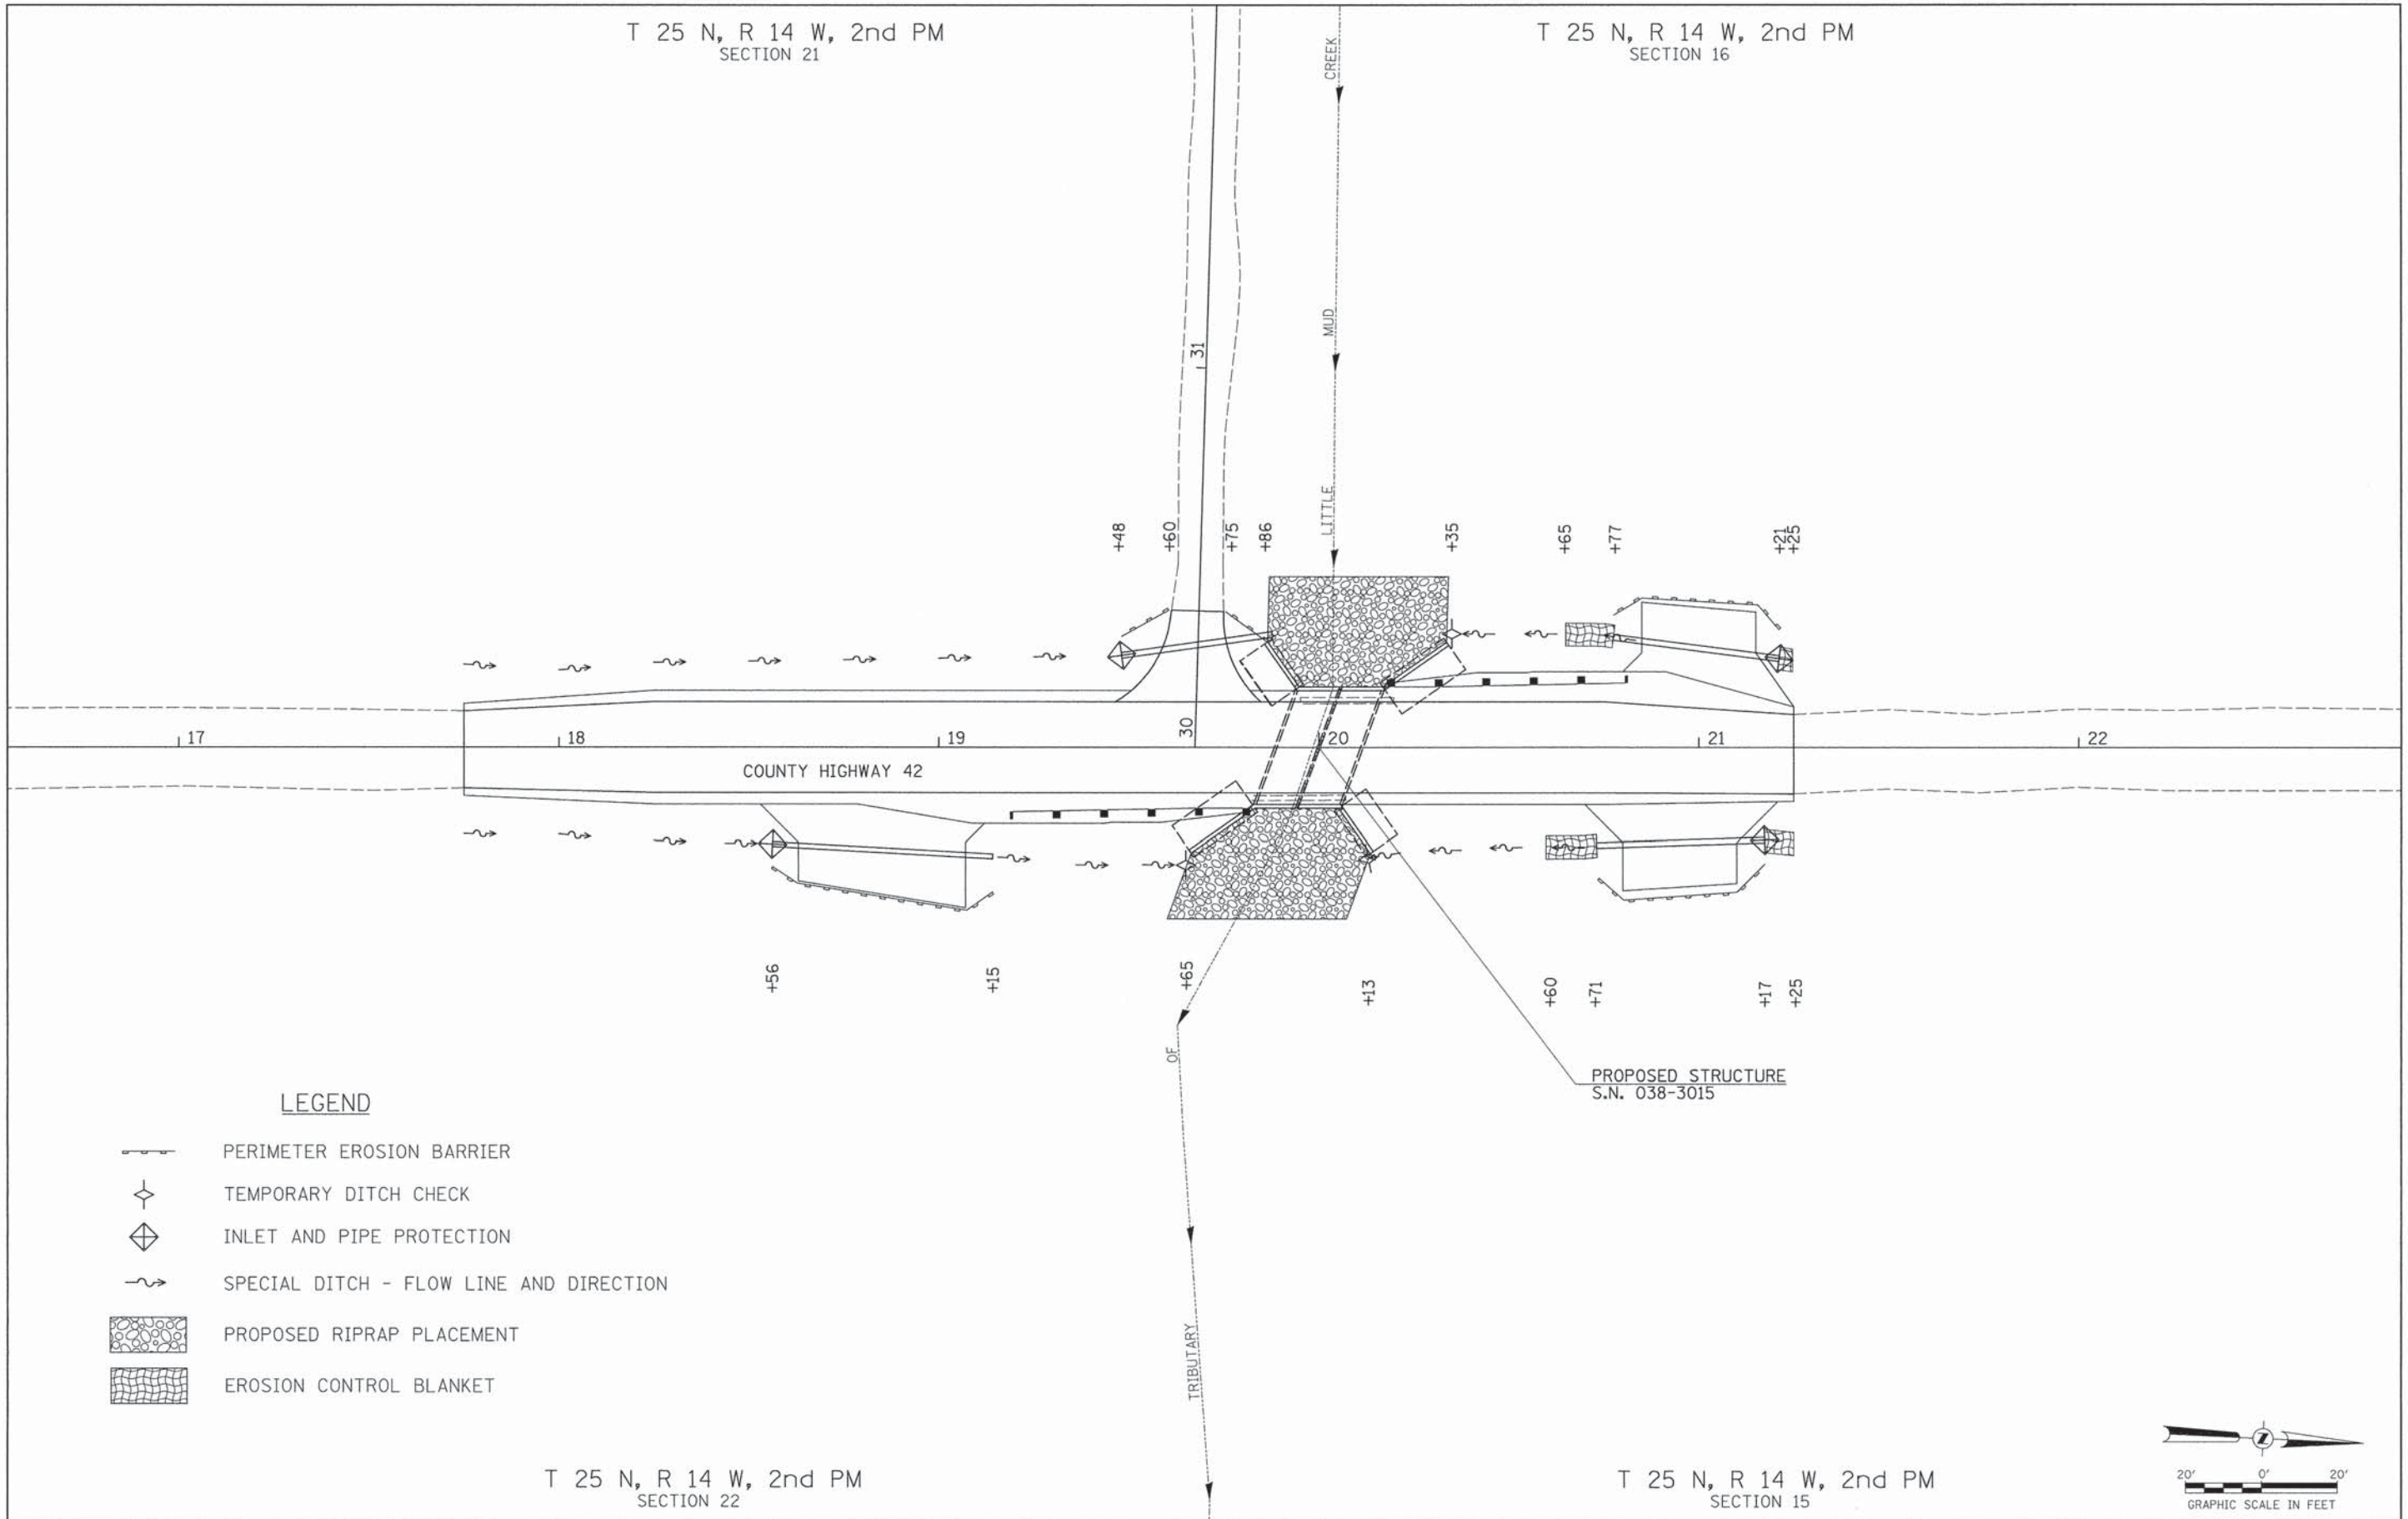 T 25 N, R 14 W, 2nd PM
SECTION 21
T 25 N, R 14 W, 2nd PM
SECTION 16
CREEK
MUD
LITTLE
31
30
+48
+60
+75
+86
+35
+65
+77
+21
+25
17
18
19
20
21
22
COUNTY HIGHWAY 42
+56
+15
+65
+13
+60
+71
+17
+25
OF
TRIBUTARY
PROPOSED STRUCTURE
S.N. 038-3015
LEGEND
PERIMETER EROSION BARRIER
TEMPORARY DITCH CHECK
INLET AND PIPE PROTECTION
SPECIAL DITCH - FLOW LINE AND DIRECTION
PROPOSED RIPRAP PLACEMENT
EROSION CONTROL BLANKET
T 25 N, R 14 W, 2nd PM
SECTION 22
T 25 N, R 14 W, 2nd PM
SECTION 15
Z
20' 0' 20'
GRAPHIC SCALE IN FEET